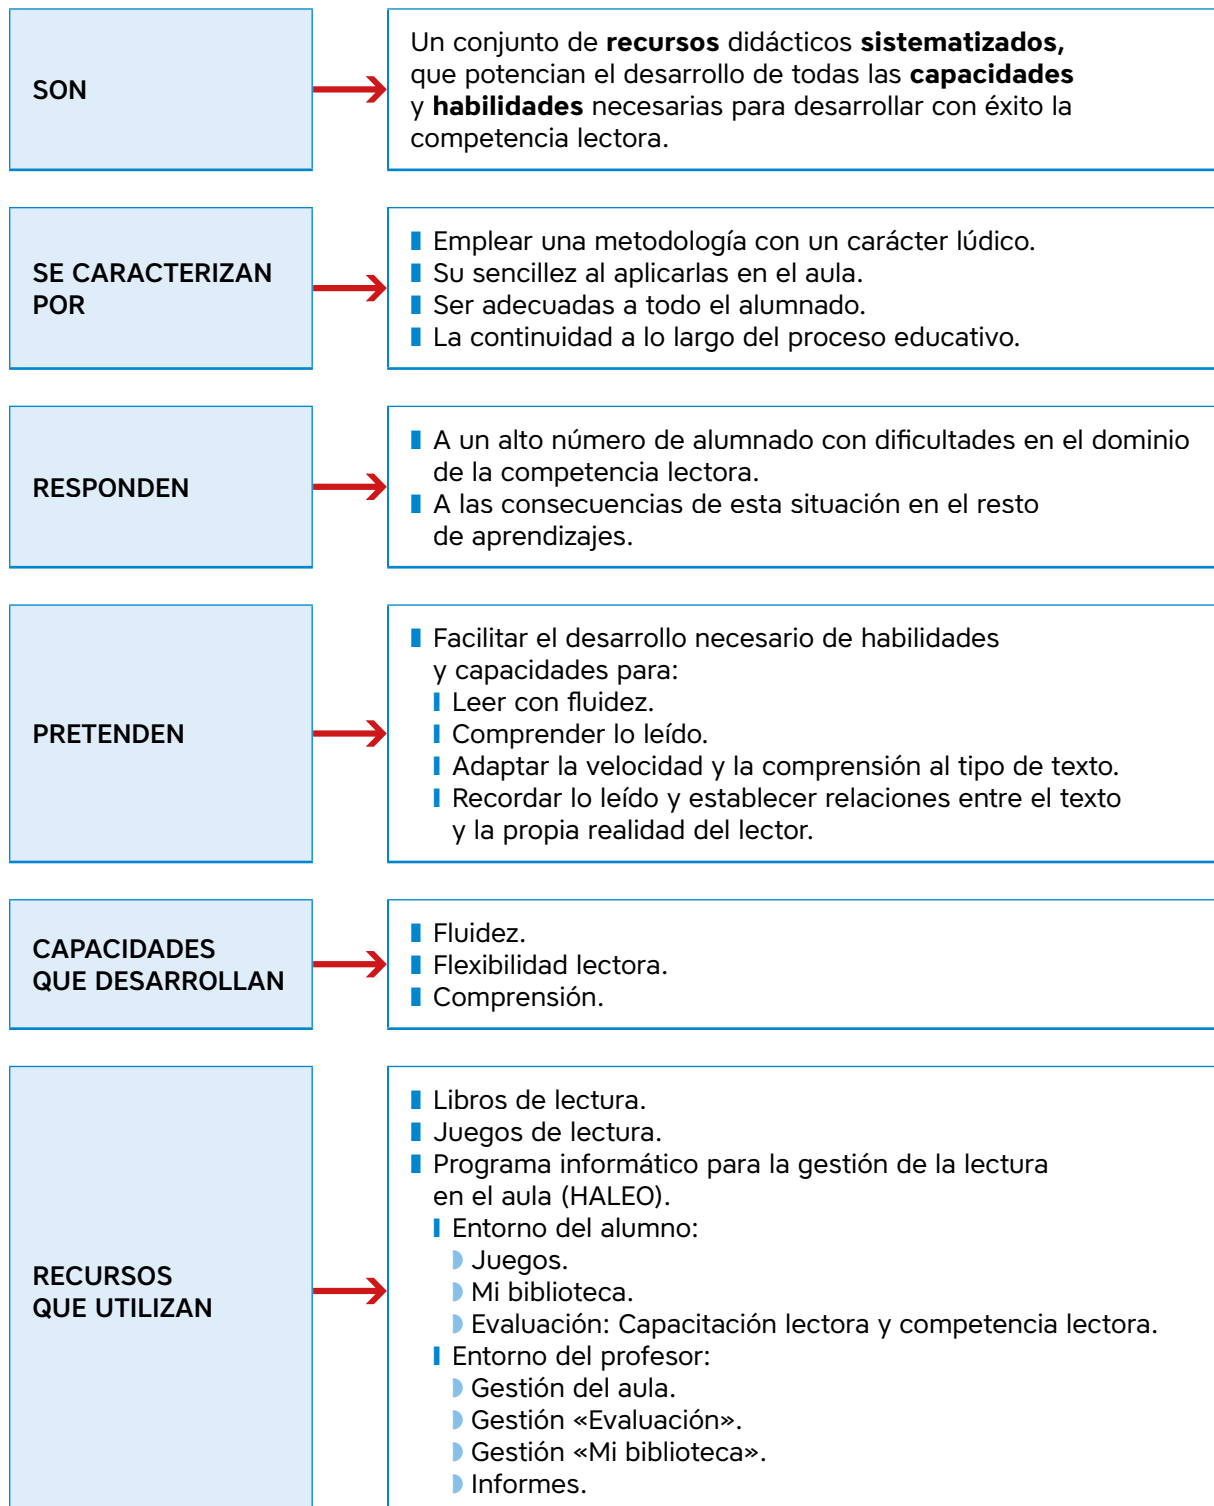 SON
Un conjunto de recursos didácticos sistematizados,
que potencian el desarrollo de todas las capacidades
y habilidades necesarias para desarrollar con éxito la
competencia lectora.
SE CARACTERIZAN
POR
Emplear una metodología con un carácter lúdico.
Su sencillez al aplicarlas en el aula.
Ser adecuadas a todo el alumnado.
La continuidad a lo largo del proceso educativo.
RESPONDEN
A un alto número de alumnado con dificultades en el dominio
de la competencia lectora.
A las consecuencias de esta situación en el resto
de aprendizajes.
PRETENDEN
Facilitar el desarrollo necesario de habilidades
y capacidades para:
Leer con fluidez.
Comprender lo leído.
Adaptar la velocidad y la comprensión al tipo de texto.
Recordar lo leído y establecer relaciones entre el texto
y la propia realidad del lector.
CAPACIDADES
QUE DESARROLLAN
Fluidez.
Flexibilidad lectora.
Comprensión.
RECURSOS
QUE UTILIZAN
Libros de lectura.
Juegos de lectura.
Programa informático para la gestión de la lectura
en el aula (HALEO).
Entorno del alumno:
Juegos.
Mi biblioteca.
Evaluación: Capacitación lectora y competencia lectora.
Entorno del profesor:
Gestión del aula.
Gestión «Evaluación».
Gestión «Mi biblioteca».
Informes.